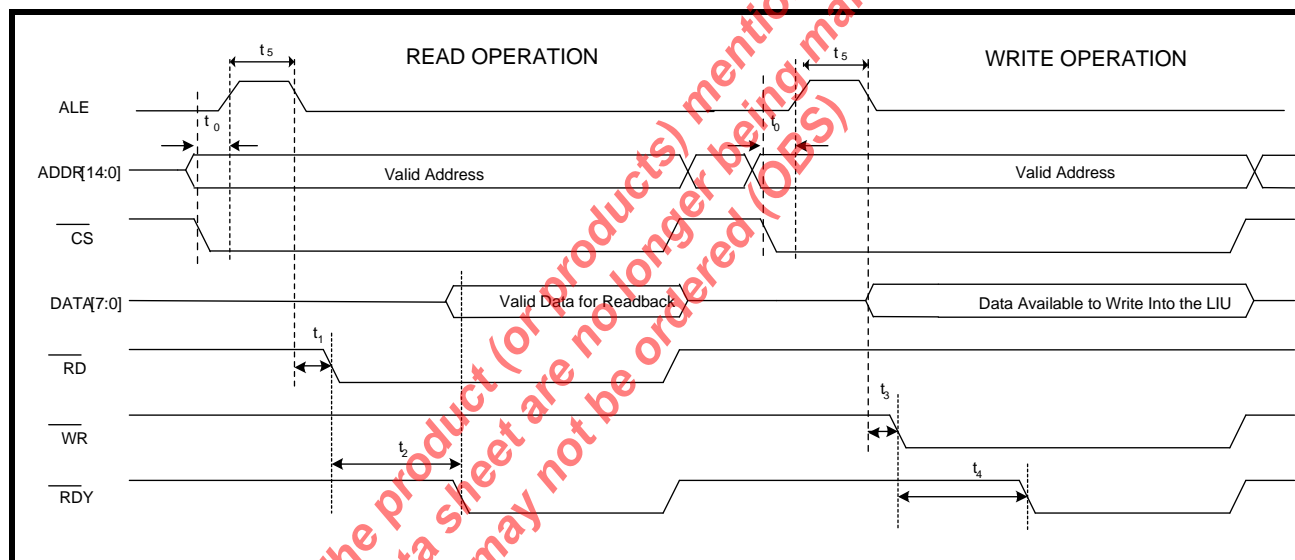 READ OPERATION
WRITE OPERATION
t5
t5
ALE
t0
t0
ADDR[14:0]
Valid Address
Valid Address
CS
DATA[7:0]
Valid Data for Readback
Data Available to Write Into the LIU
t1
RD
t3
WR
t2
t4
RDY
he product (or products) mentio
ta sheet are no longer being ma
may not be ordered (OBS)